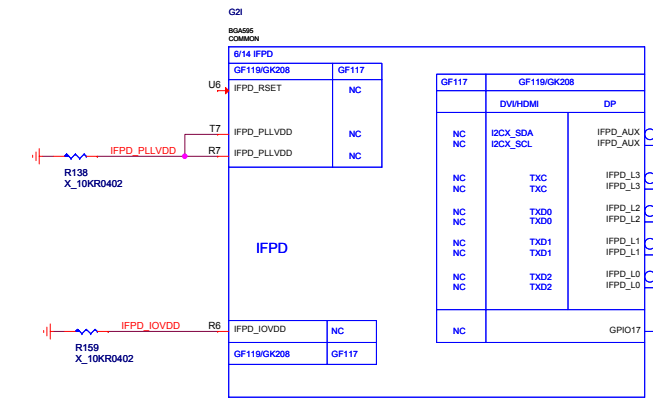 G2I
BGA595
COMMON
6/14 IFPD
GF119/GK208 GF117
U6 IFPD_RSET NC
T7 IFPD_PLLVDD NC
IFPD_PLLVDD R7 IFPD_PLLVDD NC
R138
X_10KR0402
GF117 GF119/GK208
DVI/HDMI DP
NC I2CX_SDA IFPD_AUX
NC I2CX_SCL IFPD_AUX
NC TXC IFPD_L3
NC TXC IFPD_L3
NC TXD0 IFPD_L2
NC TXD0 IFPD_L2
NC TXD1 IFPD_L1
NC TXD1 IFPD_L1
NC TXD2 IFPD_L0
NC TXD2 IFPD_L0
NC GPIO17
IFPD
IFPD_IOVDD R6 IFPD_IOVDD NC
R159
X_10KR0402
GF119/GK208 GF117